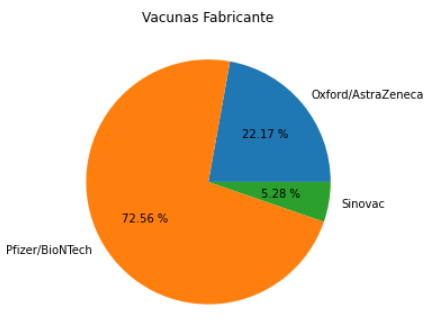 Vacunas Fabricante
Oxford/AstraZeneca
22.17 %
5.28 %
Sinovac
72.56 %
Pfizer/BioNTech